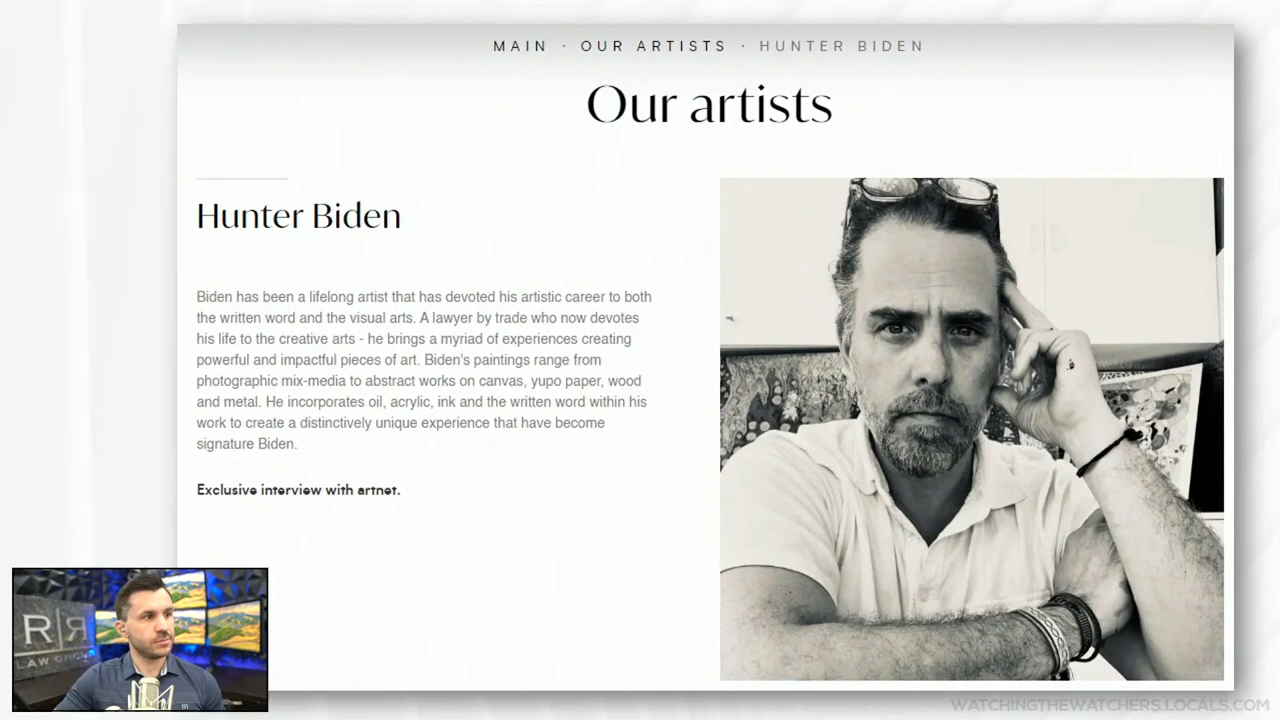 MAIN · OUR ARTISTS · HUNTER BIDEN
Our artists
Hunter Biden
Biden has been a lifelong artist that has devoted his artistic career to both
the written word and the visual arts. A lawyer by trade who now devotes
his life to the creative arts - he brings a myriad of experiences creating
powerful and impactful pieces of art. Biden's paintings range from
photographic mix-media to abstract works on canvas, yupo paper, wood
and metal. He incorporates oil, acrylic, ink and the written word within his
work to create a distinctively unique experience that have become
signature Biden.
Exclusive interview with artnet.
R|R
LAW GROUP
WATCHINGTHEWATCHERS.LOCALS.COM